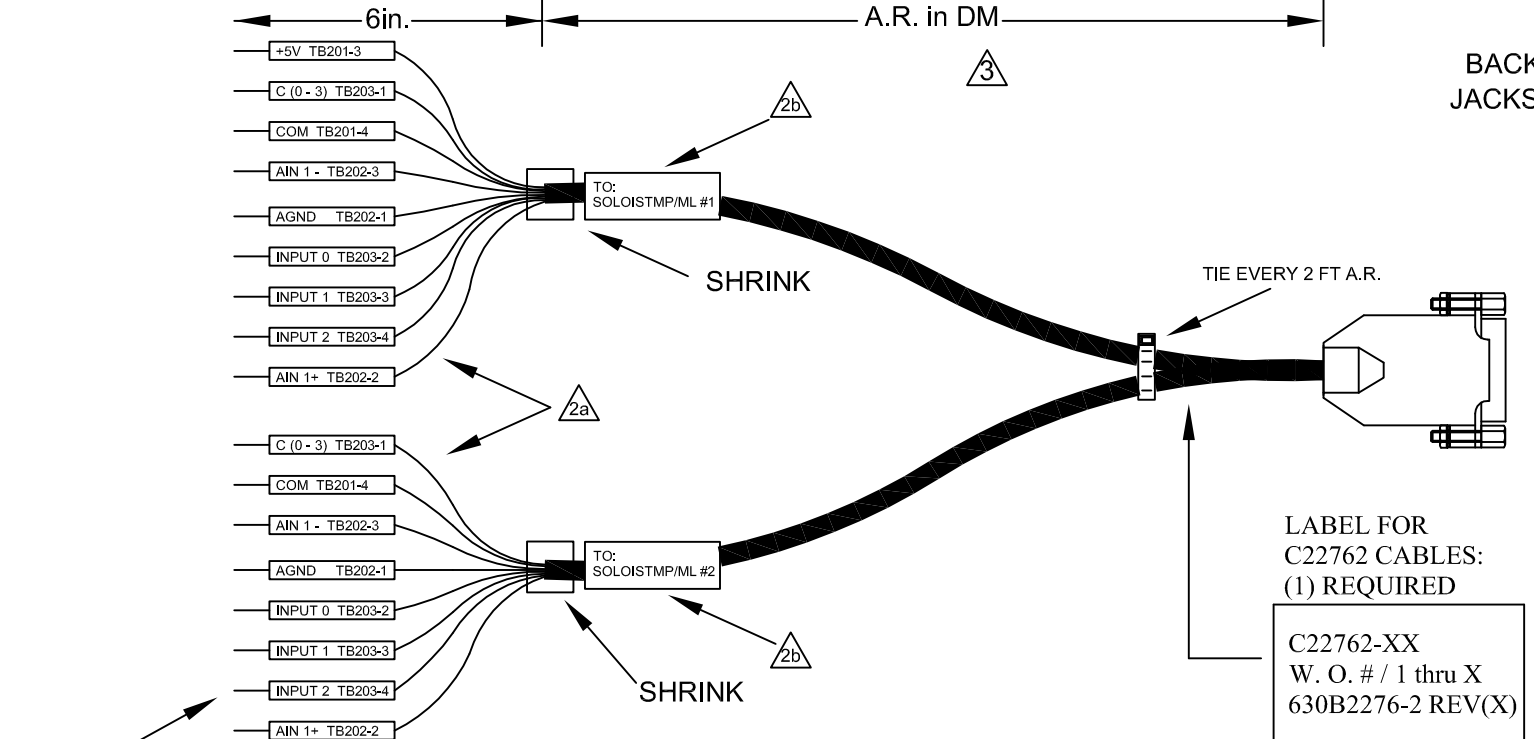 6in.
A.R. in DM
3
BACK
JACKS
+5V TB201-3
C (0 - 3) TB203-1
COM TB201-4
AIN 1 - TB202-3
AGND TB202-1
INPUT 0 TB203-2
INPUT 1 TB203-3
INPUT 2 TB203-4
AIN 1+ TB202-2
2b
TO:
SOLOISTMP/ML #1
SHRINK
TIE EVERY 2 FT A.R.
2a
C (0 - 3) TB203-1
COM TB201-4
AIN 1 - TB202-3
AGND TB202-1
INPUT 0 TB203-2
INPUT 1 TB203-3
INPUT 2 TB203-4
AIN 1+ TB202-2
TO:
SOLOISTMP/ML #2
2b
SHRINK
LABEL FOR
C22762 CABLES:
(1) REQUIRED
C22762-XX
W. O. # / 1 thru X
630B2276-2 REV(X)